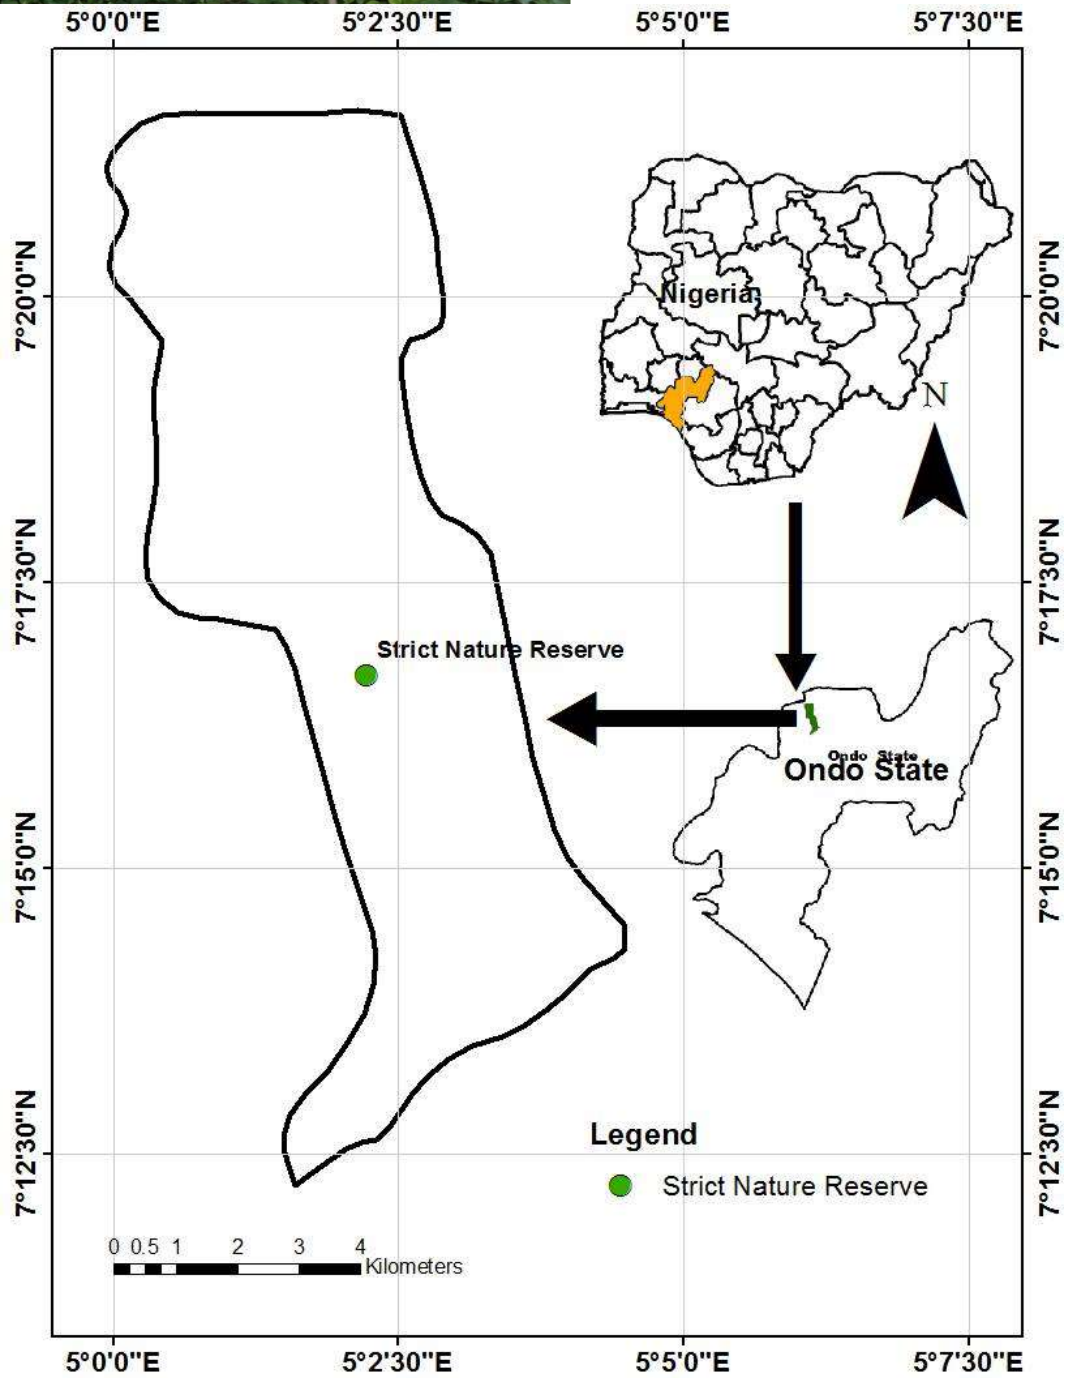 5°0'0"E 5°2'30"E 5°5'0"E 5°7'30"E
7°20'0"N
7°17'30"N
7°15'0"N
7°12'30"N
Nigeria
N
Strict Nature Reserve
Ondo State
Ondo State
Legend
Strict Nature Reserve
0 0.5 1 2 3 4
Kilometers
7°20'0"N
7°17'30"N
7°15'0"N
7°12'30"N
5°0'0"E 5°2'30"E 5°5'0"E 5°7'30"E